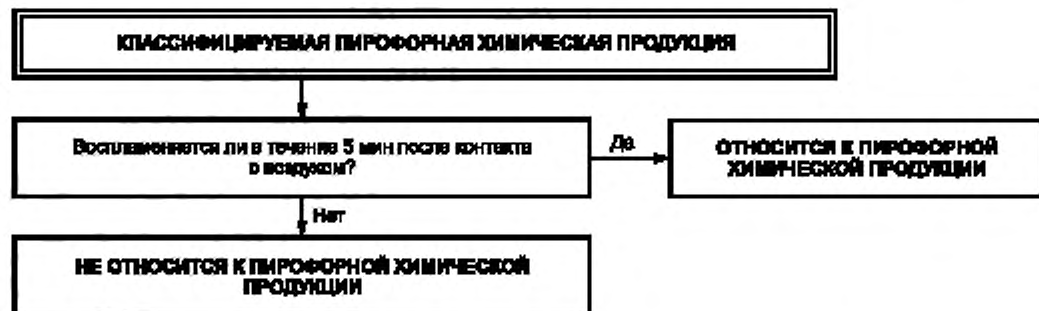 КЛАССИФИЦИРУЕМАЯ ПИРОФОРНАЯ ХИМИЧЕСКАЯ ПРОДУКЦИЯ
Воспламеняется ли в течение 5 мин после контакта
с воздухом?
Да
ОТНОСИТСЯ К ПИРОФОРНОЙ
ХИМИЧЕСКОЙ ПРОДУКЦИИ
Нет
НЕ ОТНОСИТСЯ К ПИРОФОРНОЙ ХИМИЧЕСКОЙ
ПРОДУКЦИИ